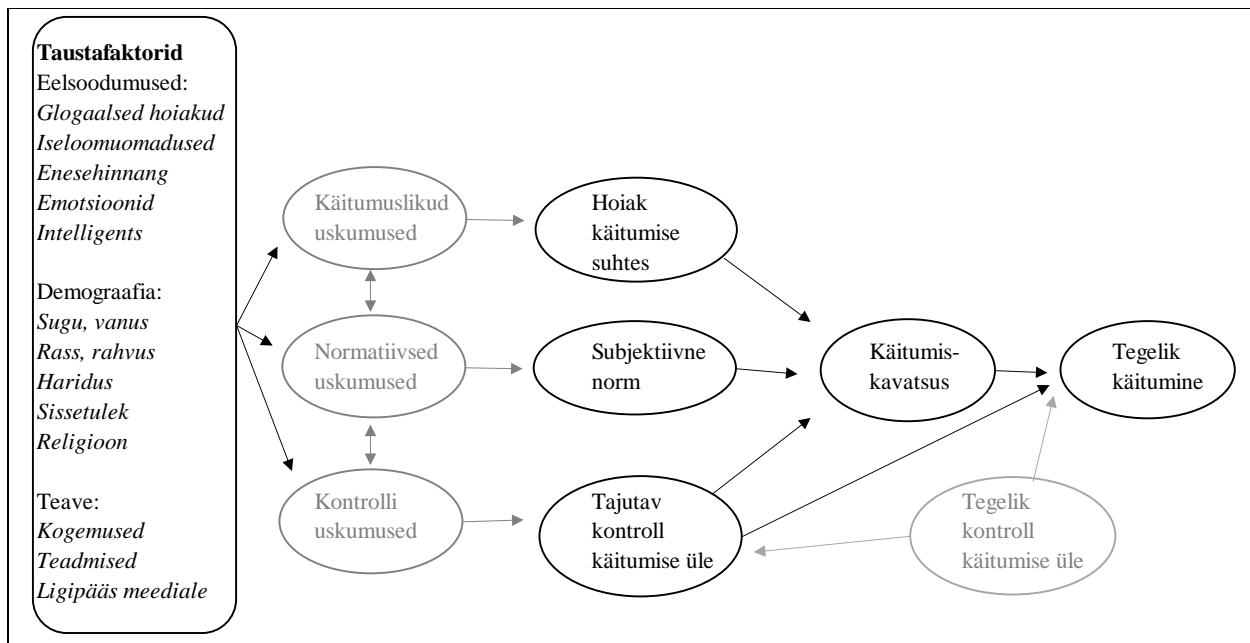 Taustafaktorid
Eelsoodumused:
Glogaalsed hoiakud
Iseloomuomadused
Enesehinnang
Emotsioonid
Intelligents
Demograafia:
Sugu, vanus
Rass, rahvus
Haridus
Sissetulek
Religioon
Teave:
Kogemused
Teadmised
Ligipääs meediale
Käitumuslikud
uskumused
Normatiivsed
uskumused
Kontrolli
uskumused
Hoiak
käitumise
suhtes
Subjektiivne
norm
Tajutav
kontroll
käitumise üle
Käitumis-
kavatsus
Tegelik
käitumine
Tegelik
kontroll
käitumise üle